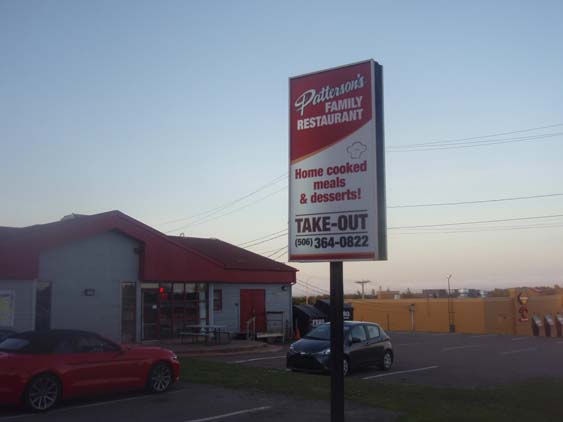 Patterson's
FAMILY
RESTAURANT
Home cooked
meals
& desserts!
TAKE-OUT
(506) 364-0822